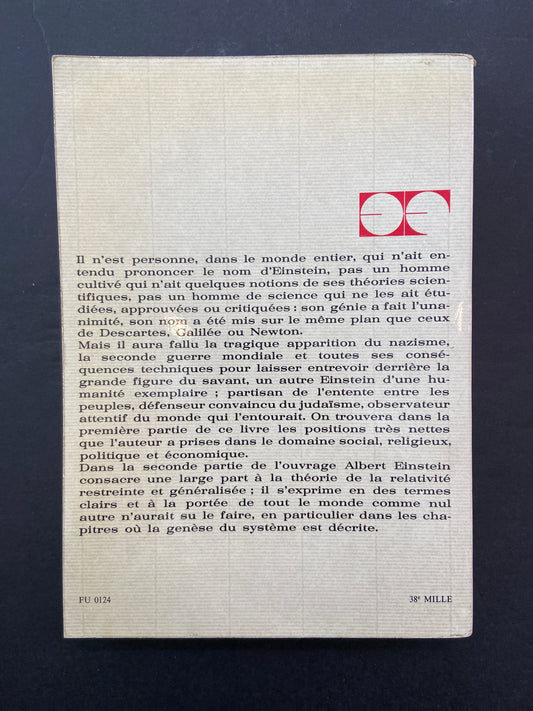 Il n'est personne, dans le monde entier, qui n'ait en-
tendu prononcer le nom d'Einstein, pas un homme
cultivé qui n'ait quelques notions de ses théories scien-
tifiques, pas un homme de science qui ne les ait étu-
diées, approuvées ou critiquées : son génie a fait l'una-
nimité, son nom a été mis sur le même plan que ceux
de Descartes, Galilée ou Newton.
Mais il aura fallu la tragique apparition du nazisme,
la seconde guerre mondiale et toutes ses consé-
quences techniques pour laisser entrevoir derrière la
grande figure du savant, un autre Einstein d'une hu-
manité exemplaire ; partisan de l'entente entre les
peuples, défenseur convaincu du judaïsme, observateur
attentif du monde qui l'entourait. On trouvera dans la
première partie de ce livre les positions très nettes
que l'auteur a prises dans le domaine social, religieux,
politique et économique.
Dans la seconde partie de l'ouvrage Albert Einstein
consacre une large part à la théorie de la relativité
restreinte et généralisée ; il s'exprime en des termes
clairs et à la portée de tout le monde comme nul
autre n'aurait su le faire, en particulier dans les cha-
pitres où la genèse du système est décrite.
FU 0124
38e MILLE